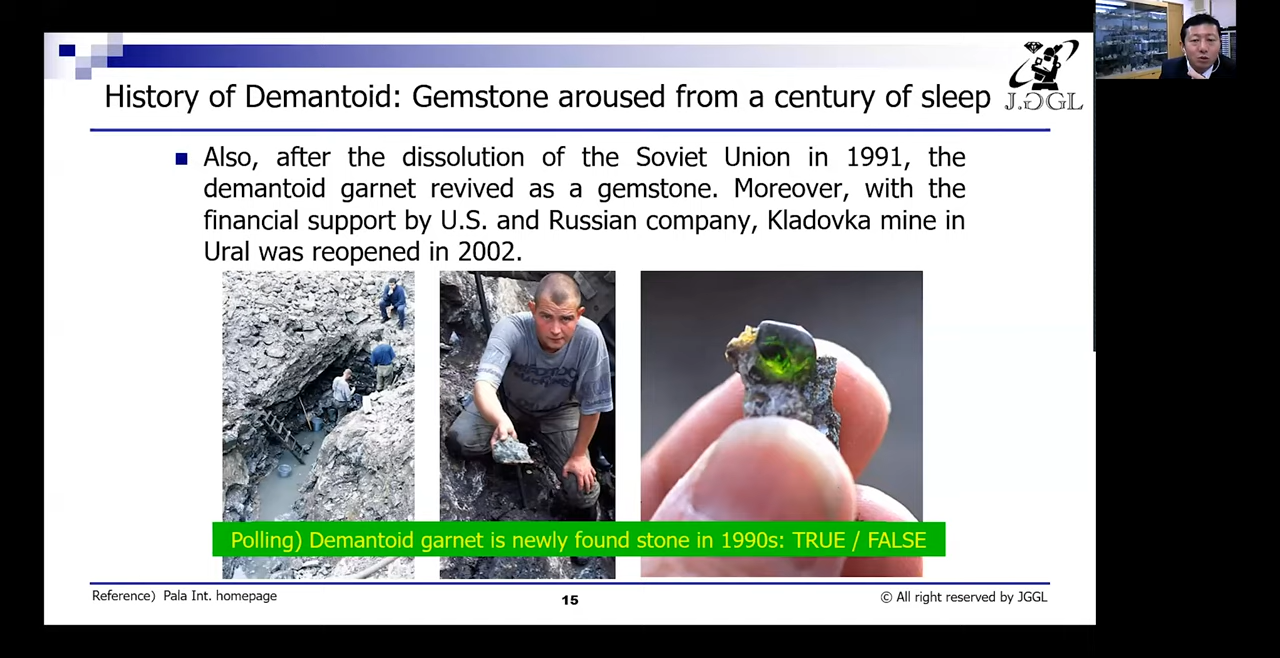 J.GGL
History of Demantoid: Gemstone aroused from a century of sleep
Also, after the dissolution of the Soviet Union in 1991, the
demantoid garnet revived as a gemstone. Moreover, with the
financial support by U.S. and Russian company, Kladovka mine in
Ural was reopened in 2002.
Polling) Demantoid garnet is newly found stone in 1990s: TRUE / FALSE
Reference) Pala Int. homepage
15
© All right reserved by JGGL